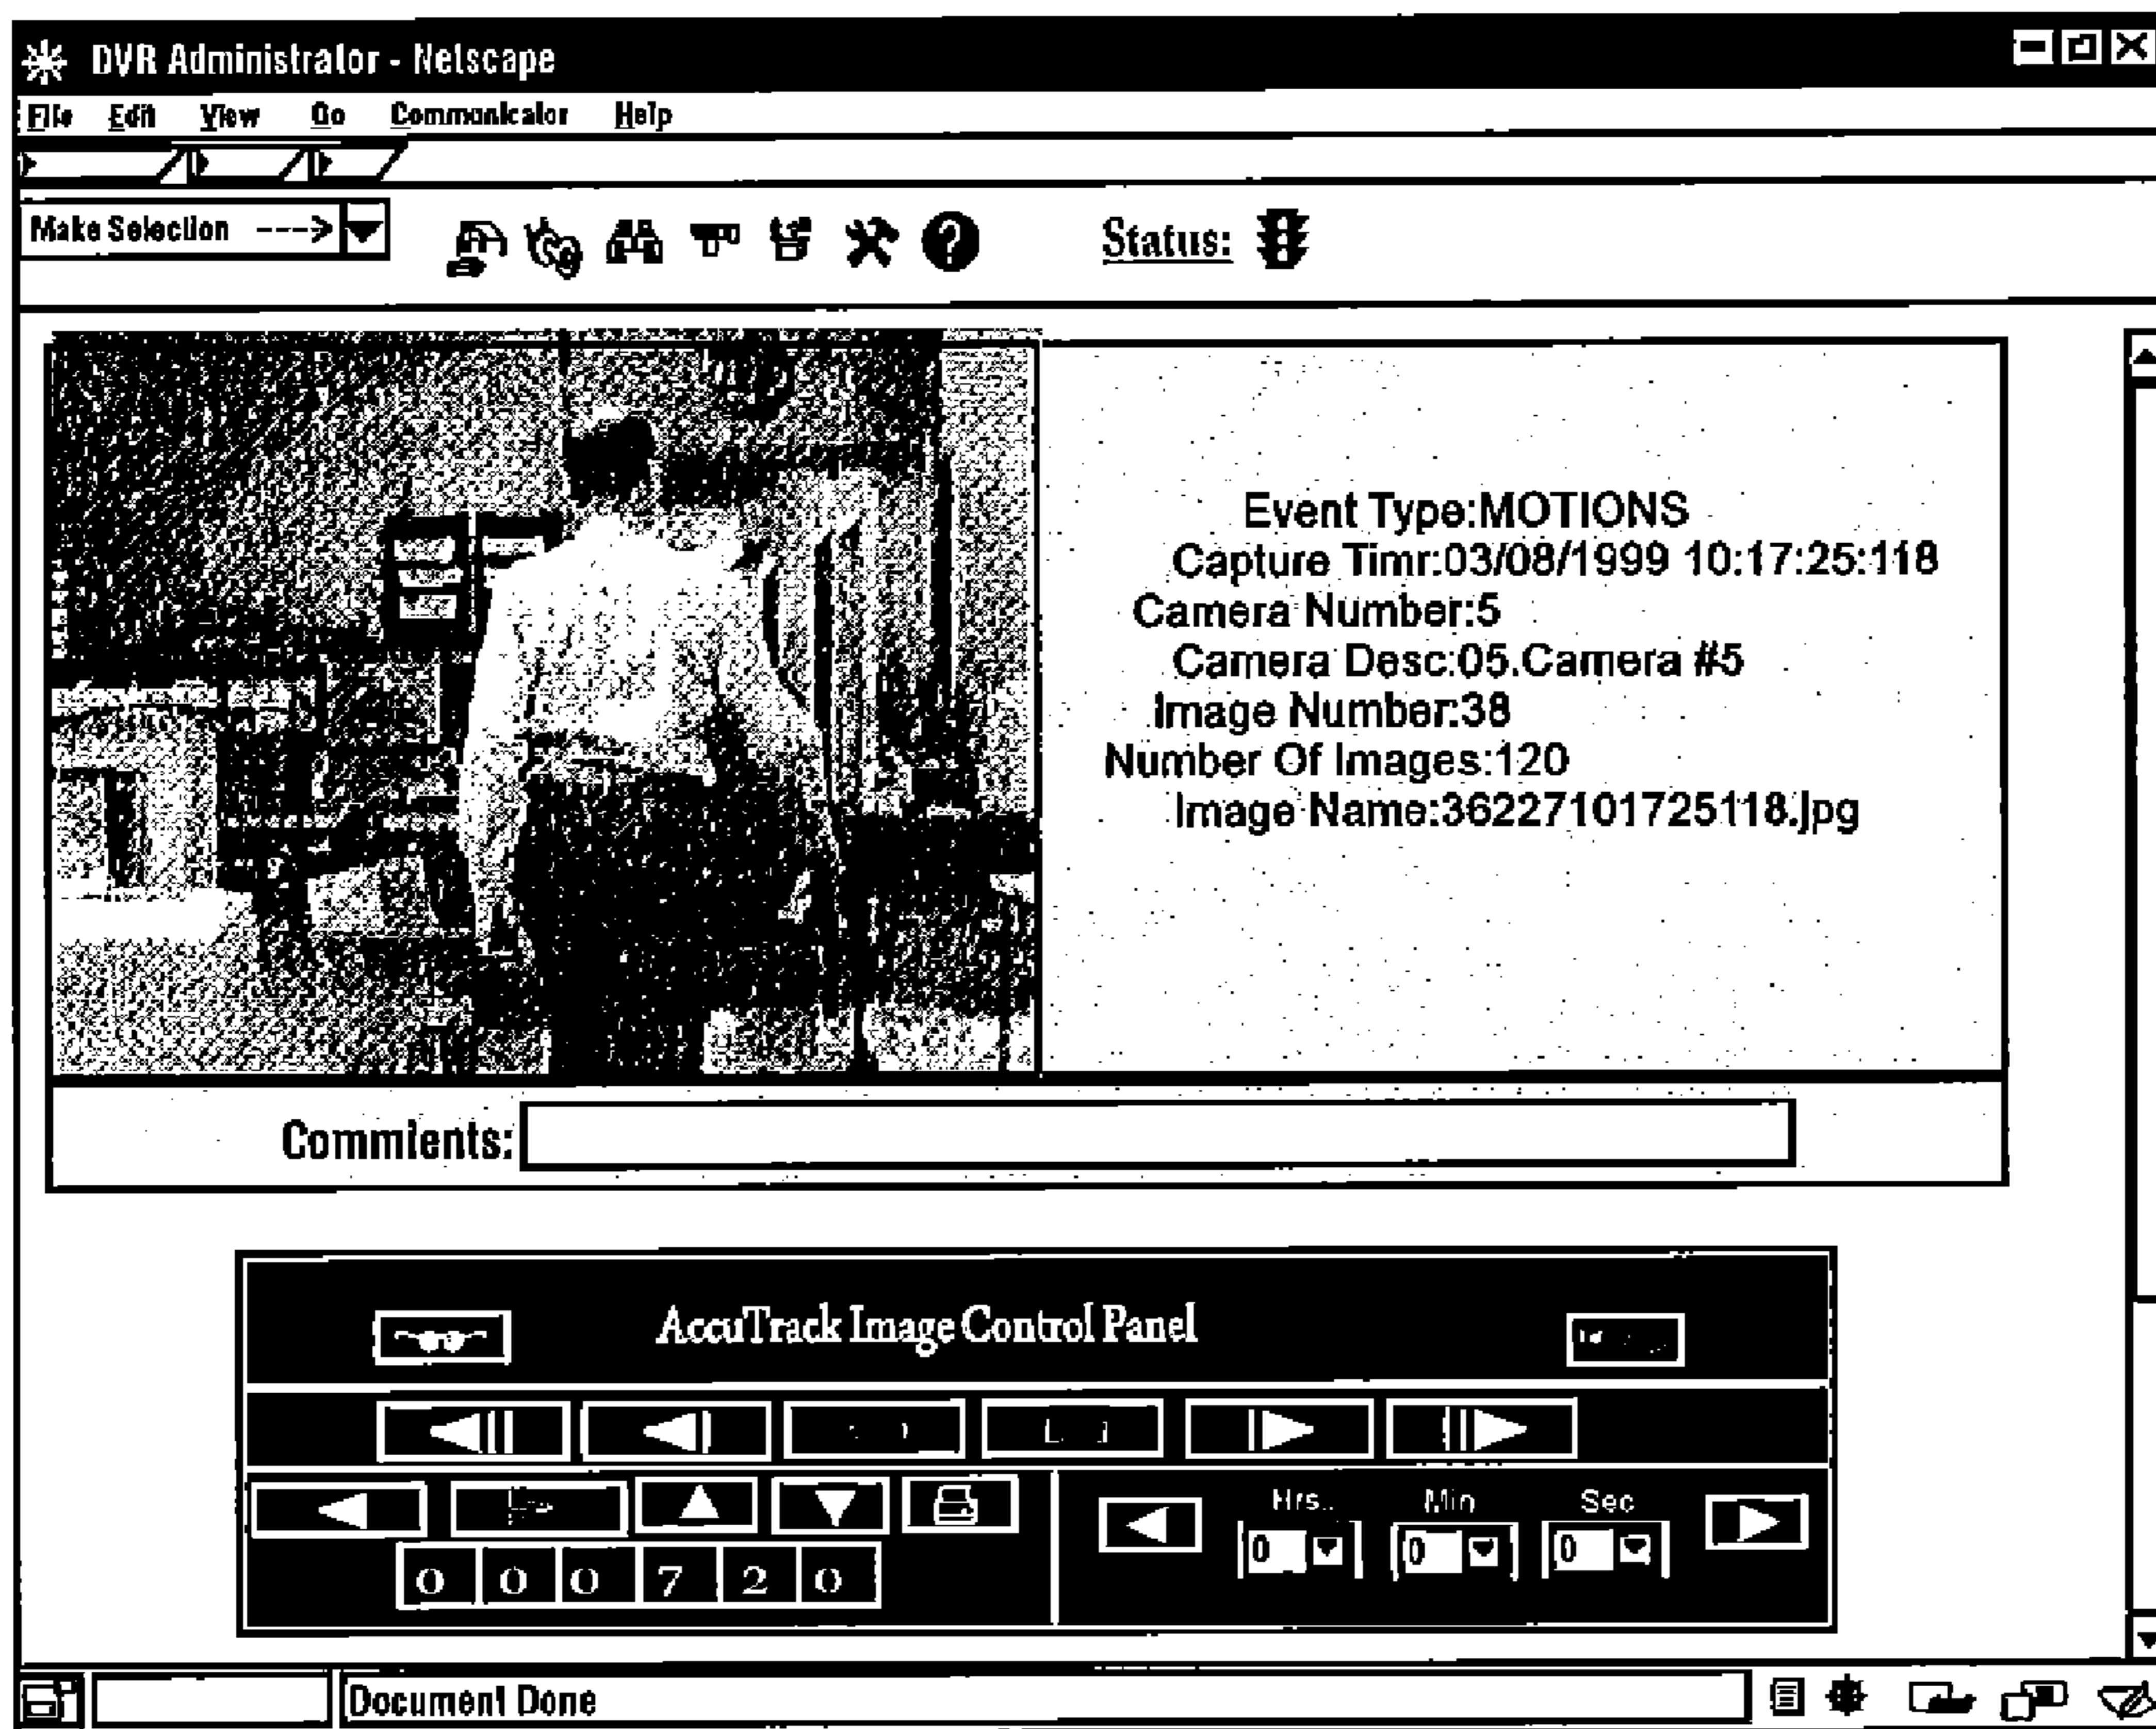 DVR Administrator - Netscape
File Edit View Go Communicator Help
Make Selection --->
Status:
Event Type:MOTIONS
Capture Timr:03/08/1999 10:17:25:118
Camera Number:5
Camera Desc:05.Camera #5
Image Number:38
Number Of Images:120
Image Name:36227101725118.jpg
Commients:
AccuTrack Image Control Panel
Hrs.. Min Sec
0 0 0
0 0 0 7 2 0
Document Done